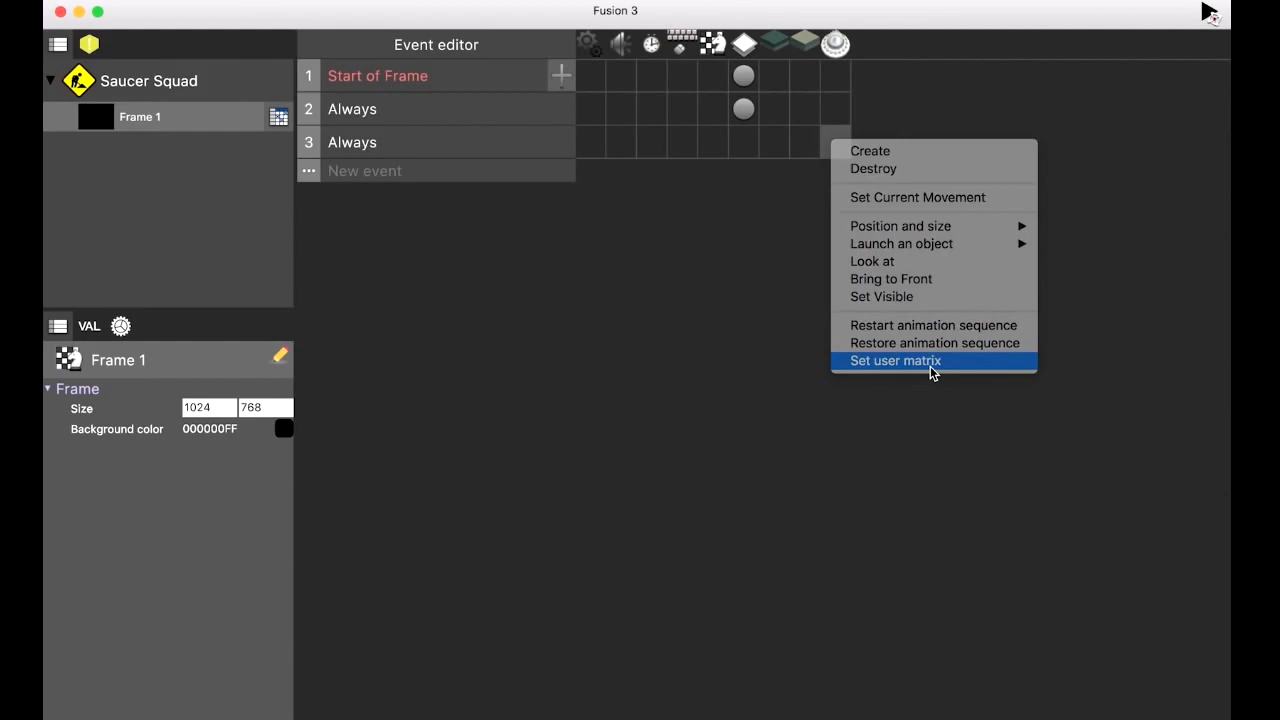 Fusion 3
Event editor
Saucer Squad
Frame 1
1 Start of Frame
2 Always
3 Always
New event
Create
Destroy
Set Current Movement
Position and size
Launch an object
Look at
Bring to Front
Set Visible
Restart animation sequence
Restore animation sequence
Set user matrix
VAL
Frame 1
Frame
Size 1024 768
Background color 000000FF